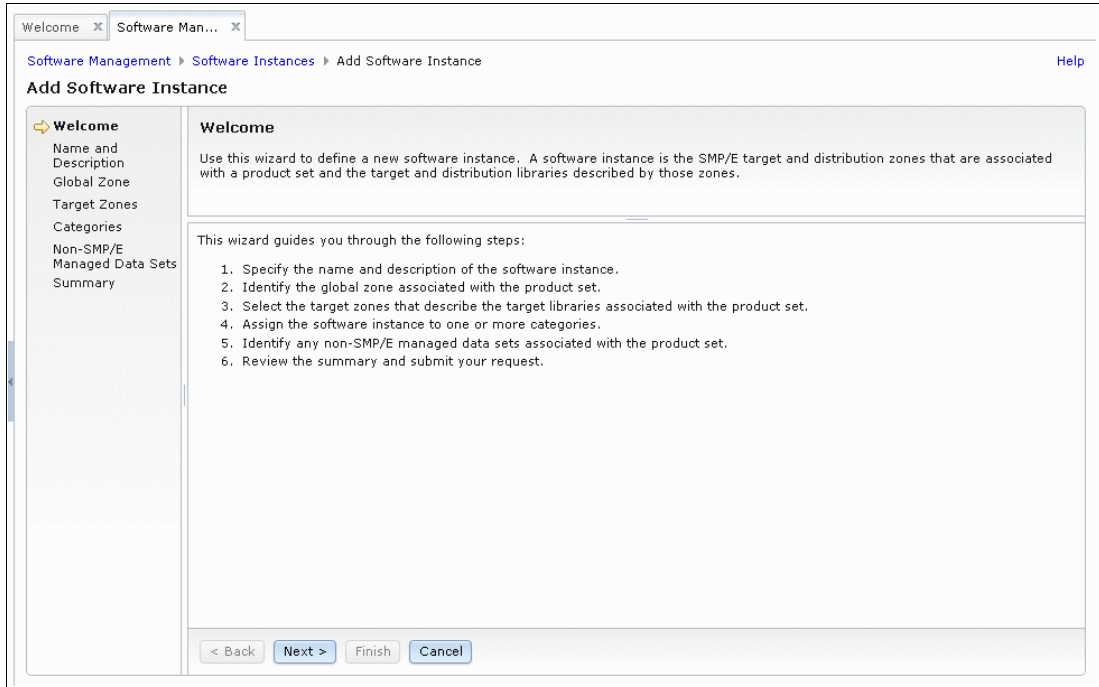 Welcome X Software Man... X
Software Management Software Instances Add Software Instance Help
Add Software Instance
Welcome
Name and
Description
Global Zone
Target Zones
Categories
Non-SMP/E
Managed Data Sets
Summary
Welcome
Use this wizard to define a new software instance. A software instance is the SMP/E target and distribution zones that are associated
with a product set and the target and distribution libraries described by those zones.
This wizard guides you through the following steps:
1. Specify the name and description of the software instance.
2. Identify the global zone associated with the product set.
3. Select the target zones that describe the target libraries associated with the product set.
4. Assign the software instance to one or more categories.
5. Identify any non-SMP/E managed data sets associated with the product set.
6. Review the summary and submit your request.
< Back Next > Finish Cancel